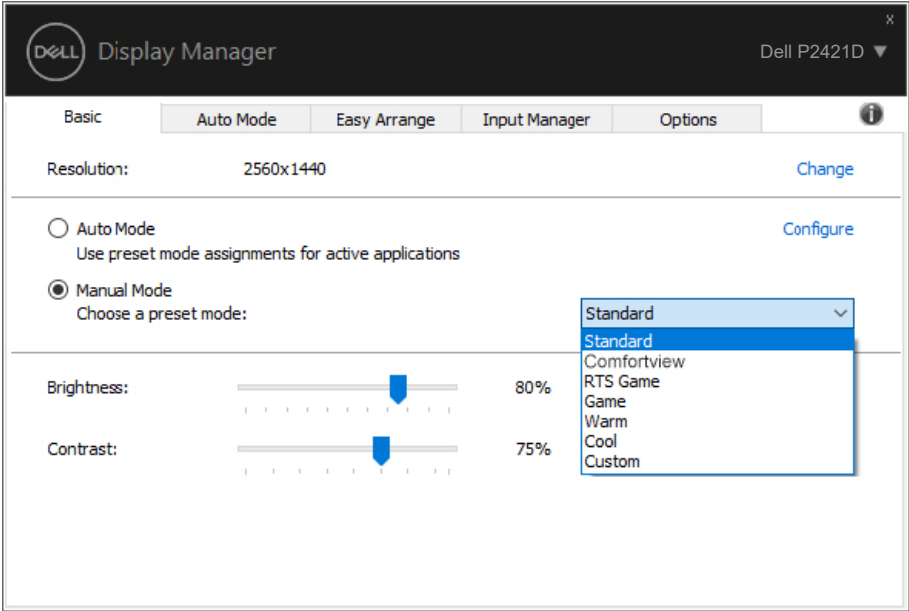 x
DELL
Display Manager
Dell P2421D ▼
Basic
Auto Mode
Easy Arrange
Input Manager
Options
i
Resolution:
2560x1440
Change
Auto Mode
Configure
Use preset mode assignments for active applications
Manual Mode
Choose a preset mode:
Standard
Standard
Comfortview
RTS Game
Game
Warm
Cool
Custom
Brightness:
80%
Contrast:
75%